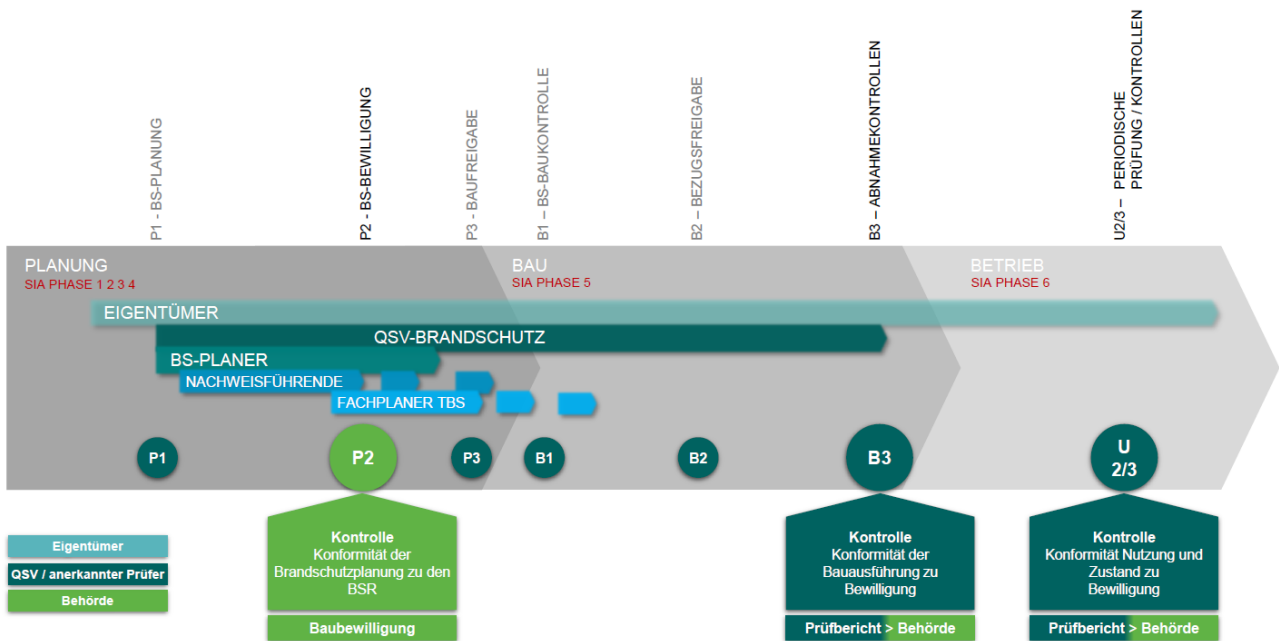 P1 - BS-PLANUNG
P2 - BS-BEWILLIGUNG
P3 - BAUFREIGABE
B1 – BS-BAUKONTROLLE
B2 – BEZUGSFREIGABE
B3 – ABNAHMEKONTROLLEN
U2/3 – PERIODISCHE
PRÜFUNG / KONTROLLEN
PLANUNG
SIA PHASE 1 2 3 4
BAU
SIA PHASE 5
BETRIEB
SIA PHASE 6
EIGENTÜMER
QSV-BRANDSCHUTZ
BS-PLANER
NACHWEISFÜHRENDE
FACHPLANER TBS
P1
P2
P3
B1
B2
B3
U
2/3
Eigentümer
QSV / anerkannter Prüfer
Behörde
Kontrolle
Konformität der
Brandschutzplanung zu den
BSR
Baubewilligung
Kontrolle
Konformität der
Bauausführung zu
Bewilligung
Prüfbericht > Behörde
Kontrolle
Konformität Nutzung und
Zustand zu
Bewilligung
Prüfbericht > Behörde